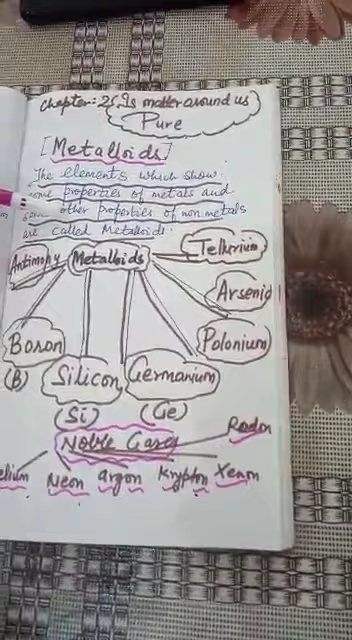 Chapter: 2 Is matter around us
Pure
[Metalloids]
The elements which show
some properties of metals and
some other properties of non metals
are called Metalloids.
Antimony Metalloids Tellurium
Arsenic
Boron Polonium
(B) Silicon Germanium
(Si) (Ge)
Noble Gases Radon
elium Neon argon Krypton Xenon